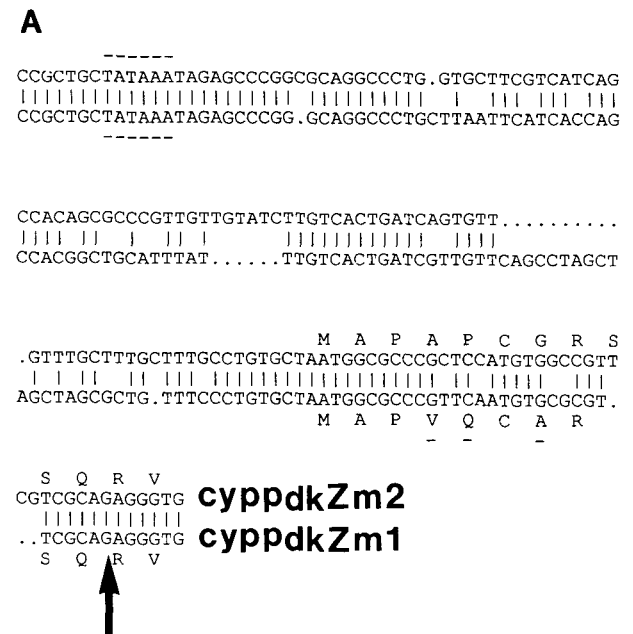 A
-------
CCGCTGCTATAAATAGAGCCCGGCGCAGGCCCTG.GTGCTTCGTCATCAG
CCGCTGCTATAAATAGAGCCCGG.GCAGGCCCTGCTTAATTCATCACCAG
-------
CCACAGCGCCCGTTGTTGTATCTTGTCACTGATCAGTGTT..........
CCACGGCTGCATTTAT......TTGTCACTGATCGTTGTTCAGCCTAGCT
M A P A P C G R S
.GTTTGCTTTGCTTTGCCTGTGCTAATGGCGCCCGCTCCATGTGGCCGTT
AGCTAGCGCTG.TTTCCCTGTGCTAATGGCGCCCGTTCAATGTGCGCGT.
M A P V Q C A R
- - -
S Q R V
CGTCGCAGAGGGTG cyppdkZm2
..TCGCAGAGGGTG cyppdkZm1
S Q R V